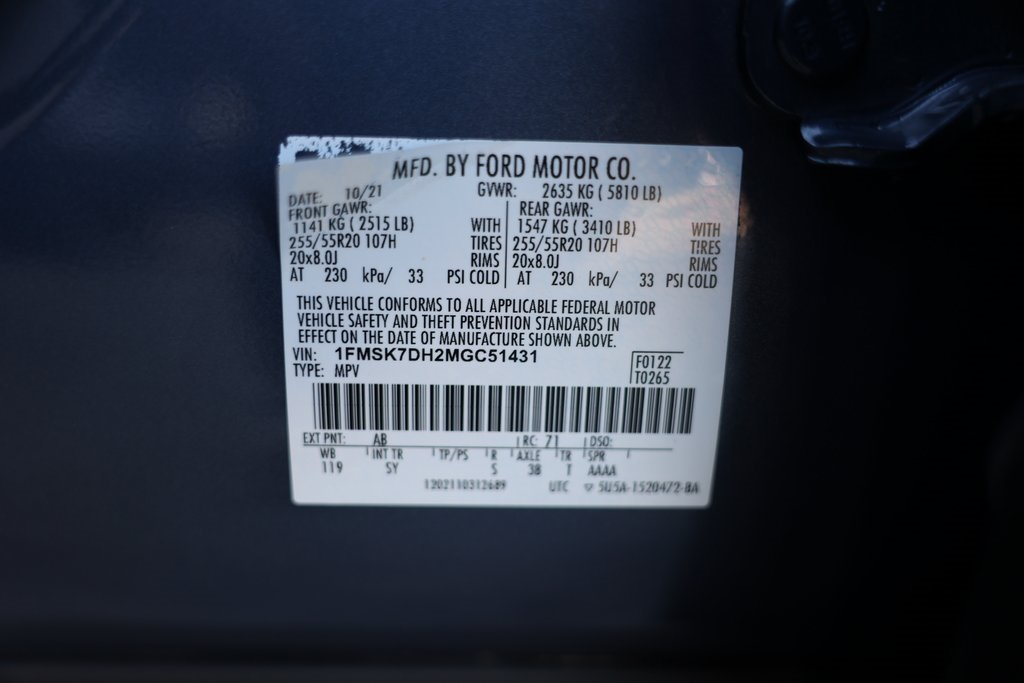 MFD. BY FORD MOTOR CO.
DATE: 10/21 GVWR: 2635 KG ( 5810 LB)
FRONT GAWR: REAR GAWR:
1141 KG ( 2515 LB) WITH 1547 KG ( 3410 LB) WITH
255/55R20 107H TIRES 255/55R20 107H TIRES
20x8.0J RIMS 20x8.0J RIMS
AT 230 kPa/ 33 PSI COLD AT 230 kPa/ 33 PSI COLD
THIS VEHICLE CONFORMS TO ALL APPLICABLE FEDERAL MOTOR
VEHICLE SAFETY AND THEFT PREVENTION STANDARDS IN
EFFECT ON THE DATE OF MANUFACTURE SHOWN ABOVE.
VIN: 1FMSK7DH2MGC51431
TYPE: MPV
F0122
T0265
EXT PNT: AB RC: 71 DSO:
WB INT TR TP/PS R AXLE TR SPR
119 SY S 38 T AAAA
1202110312689 UTC ▽ 5U5A-1520472-BA